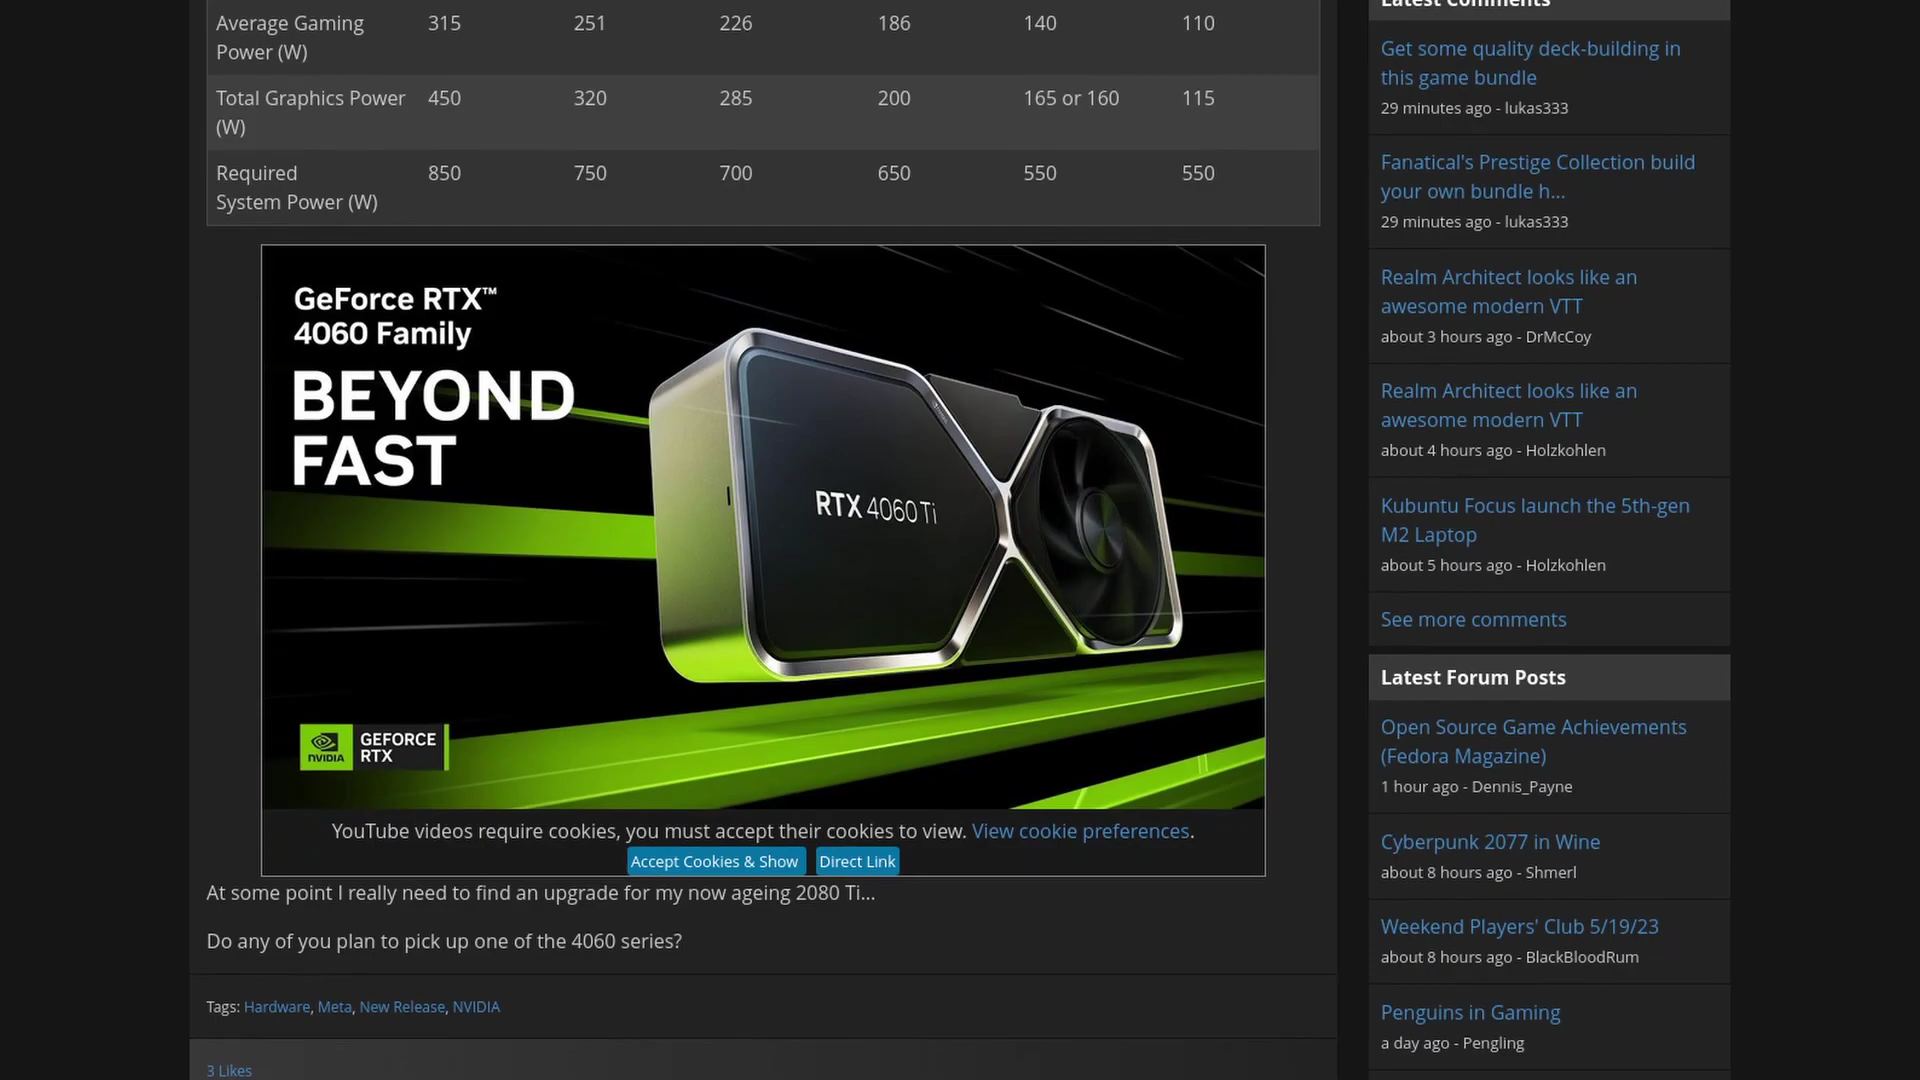 Average Gaming Power (W) 315 251 226 186 140 110
Total Graphics Power (W) 450 320 285 200 165 or 160 115
Required System Power (W) 850 750 700 650 550 550
GeForce RTX™
4060 Family
BEYOND
FAST
RTX 4060 Ti
NVIDIA
GEFORCE
RTX
YouTube videos require cookies, you must accept their cookies to view. View cookie preferences.
Accept Cookies & Show Direct Link
At some point I really need to find an upgrade for my now ageing 2080 Ti...
Do any of you plan to pick up one of the 4060 series?
Tags: Hardware, Meta, New Release, NVIDIA
3 Likes
Latest Comments
Get some quality deck-building in
this game bundle
29 minutes ago - lukas333
Fanatical's Prestige Collection build
your own bundle h...
29 minutes ago - lukas333
Realm Architect looks like an
awesome modern VTT
about 3 hours ago - DrMcCoy
Realm Architect looks like an
awesome modern VTT
about 4 hours ago - Holzkohlen
Kubuntu Focus launch the 5th-gen
M2 Laptop
about 5 hours ago - Holzkohlen
See more comments
Latest Forum Posts
Open Source Game Achievements
(Fedora Magazine)
1 hour ago - Dennis_Payne
Cyberpunk 2077 in Wine
about 8 hours ago - Shmerl
Weekend Players' Club 5/19/23
about 8 hours ago - BlackBloodRum
Penguins in Gaming
a day ago - Pengling